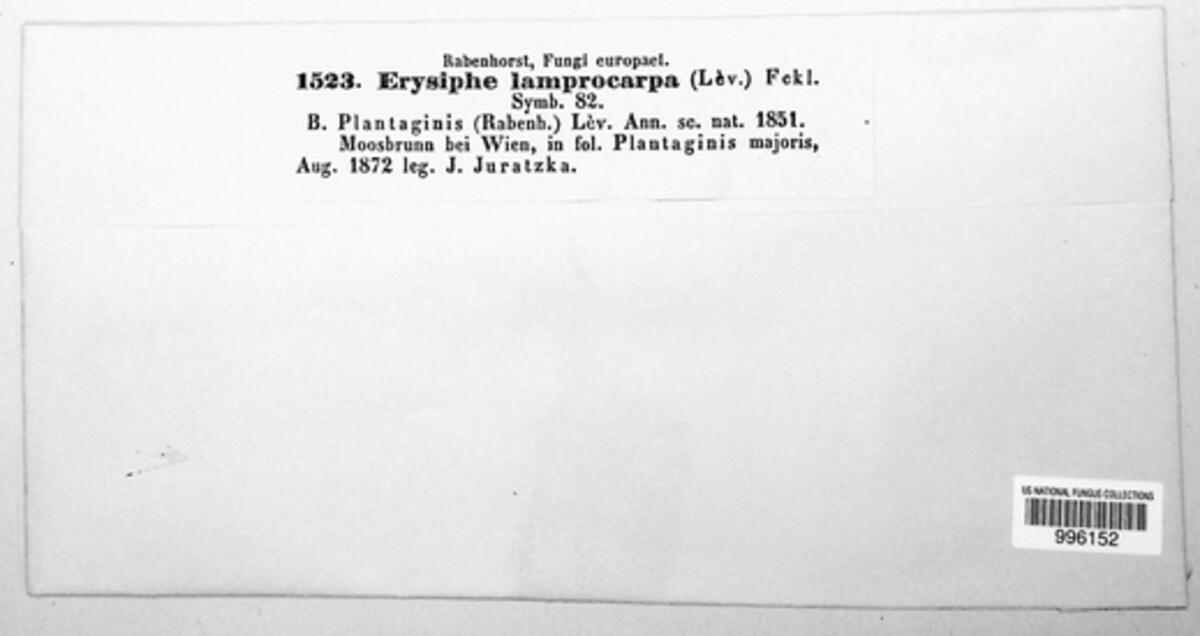 Rabenhorst, Fungi europaei.
1523. Erysiphe lamprocarpa (Lèv.) Fckl.
Symb. 82.
B. Plantaginis (Rabenh.) Lèv. Ann. sc. nat. 1851.
Moosbrunn bei Wien, in fol. Plantaginis majoris,
Aug. 1872 leg. J. Juratzka.
US NATIONAL FUNGUS COLLECTIONS
996152